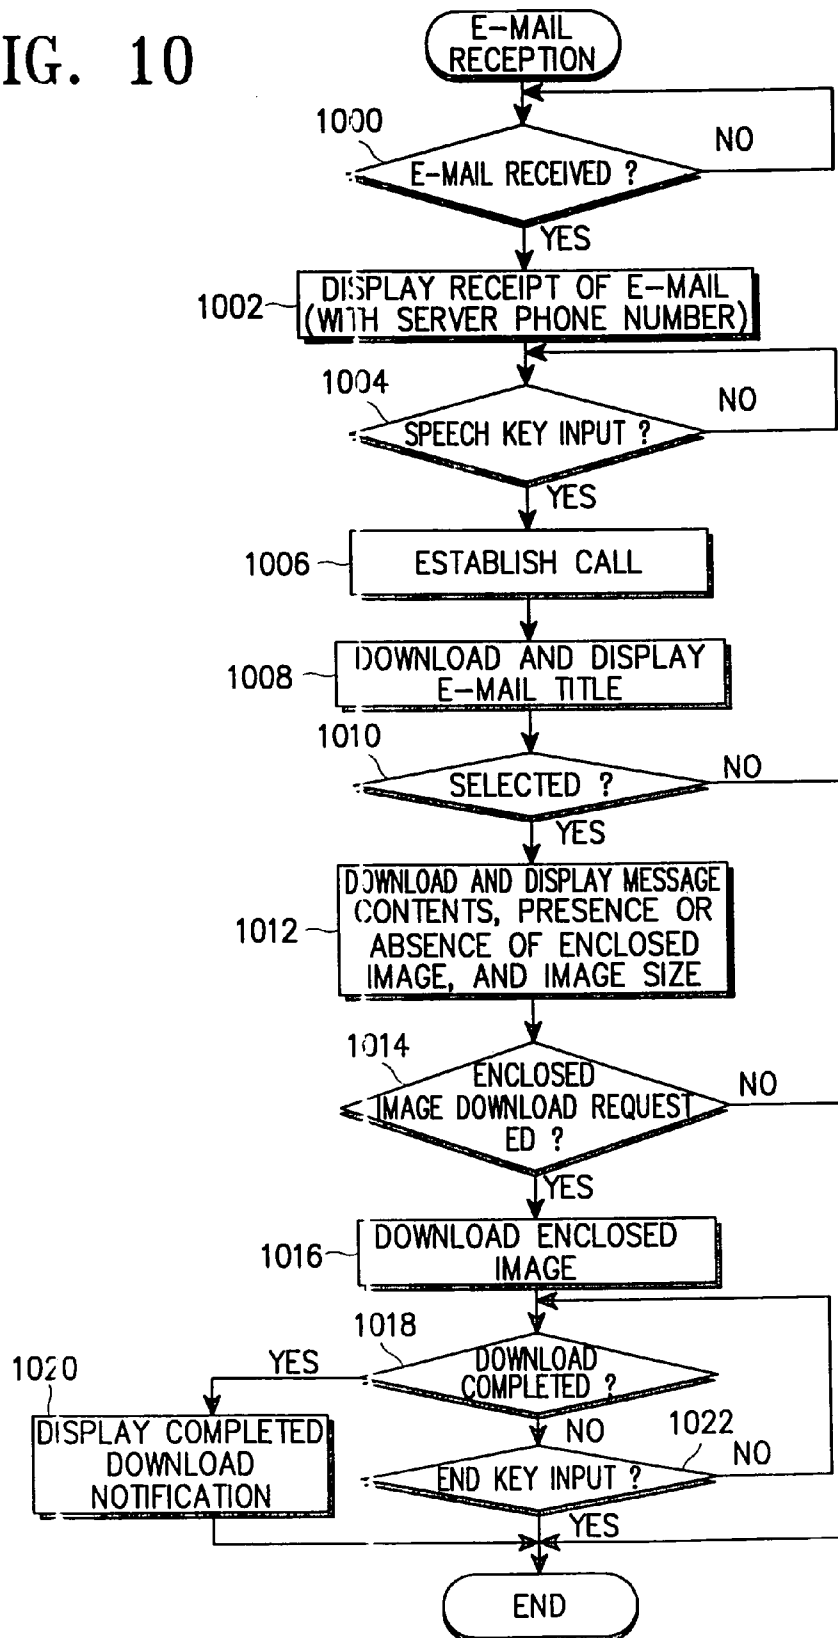 IG. 10
E-MAIL
RECEPTION
1000
E-MAIL RECEIVED ?
NO
YES
1002
DISPLAY RECEIPT OF E-MAIL
(WITH SERVER PHONE NUMBER)
1004
SPEECH KEY INPUT ?
NO
YES
1006
ESTABLISH CALL
1008
DOWNLOAD AND DISPLAY
E-MAIL TITLE
1010
SELECTED ?
NO
YES
1012
DOWNLOAD AND DISPLAY MESSAGE
CONTENTS, PRESENCE OR
ABSENCE OF ENCLOSED
IMAGE, AND IMAGE SIZE
1014
ENCLOSED
IMAGE DOWNLOAD REQUEST
ED ?
NO
YES
1016
DOWNLOAD ENCLOSED
IMAGE
1018
DOWNLOAD
COMPLETED ?
YES
1020
DISPLAY COMPLETED
DOWNLOAD
NOTIFICATION
NO
1022
END KEY INPUT ?
NO
YES
END